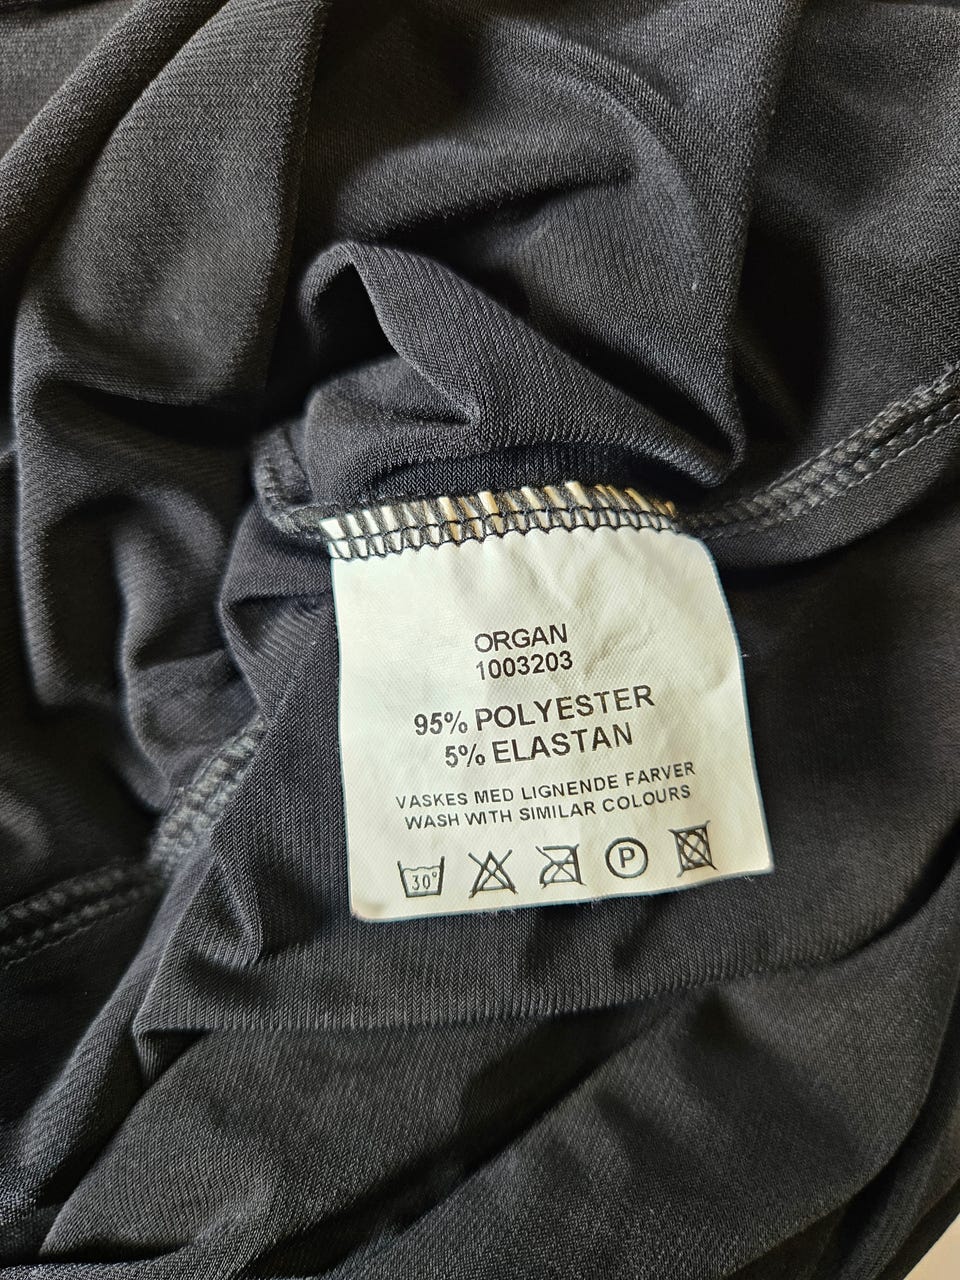 ORGAN
1003203
95% POLYESTER
5% ELASTAN
VASKES MED LIGNENDE FARVER
WASH WITH SIMILAR COLOURS
30° P